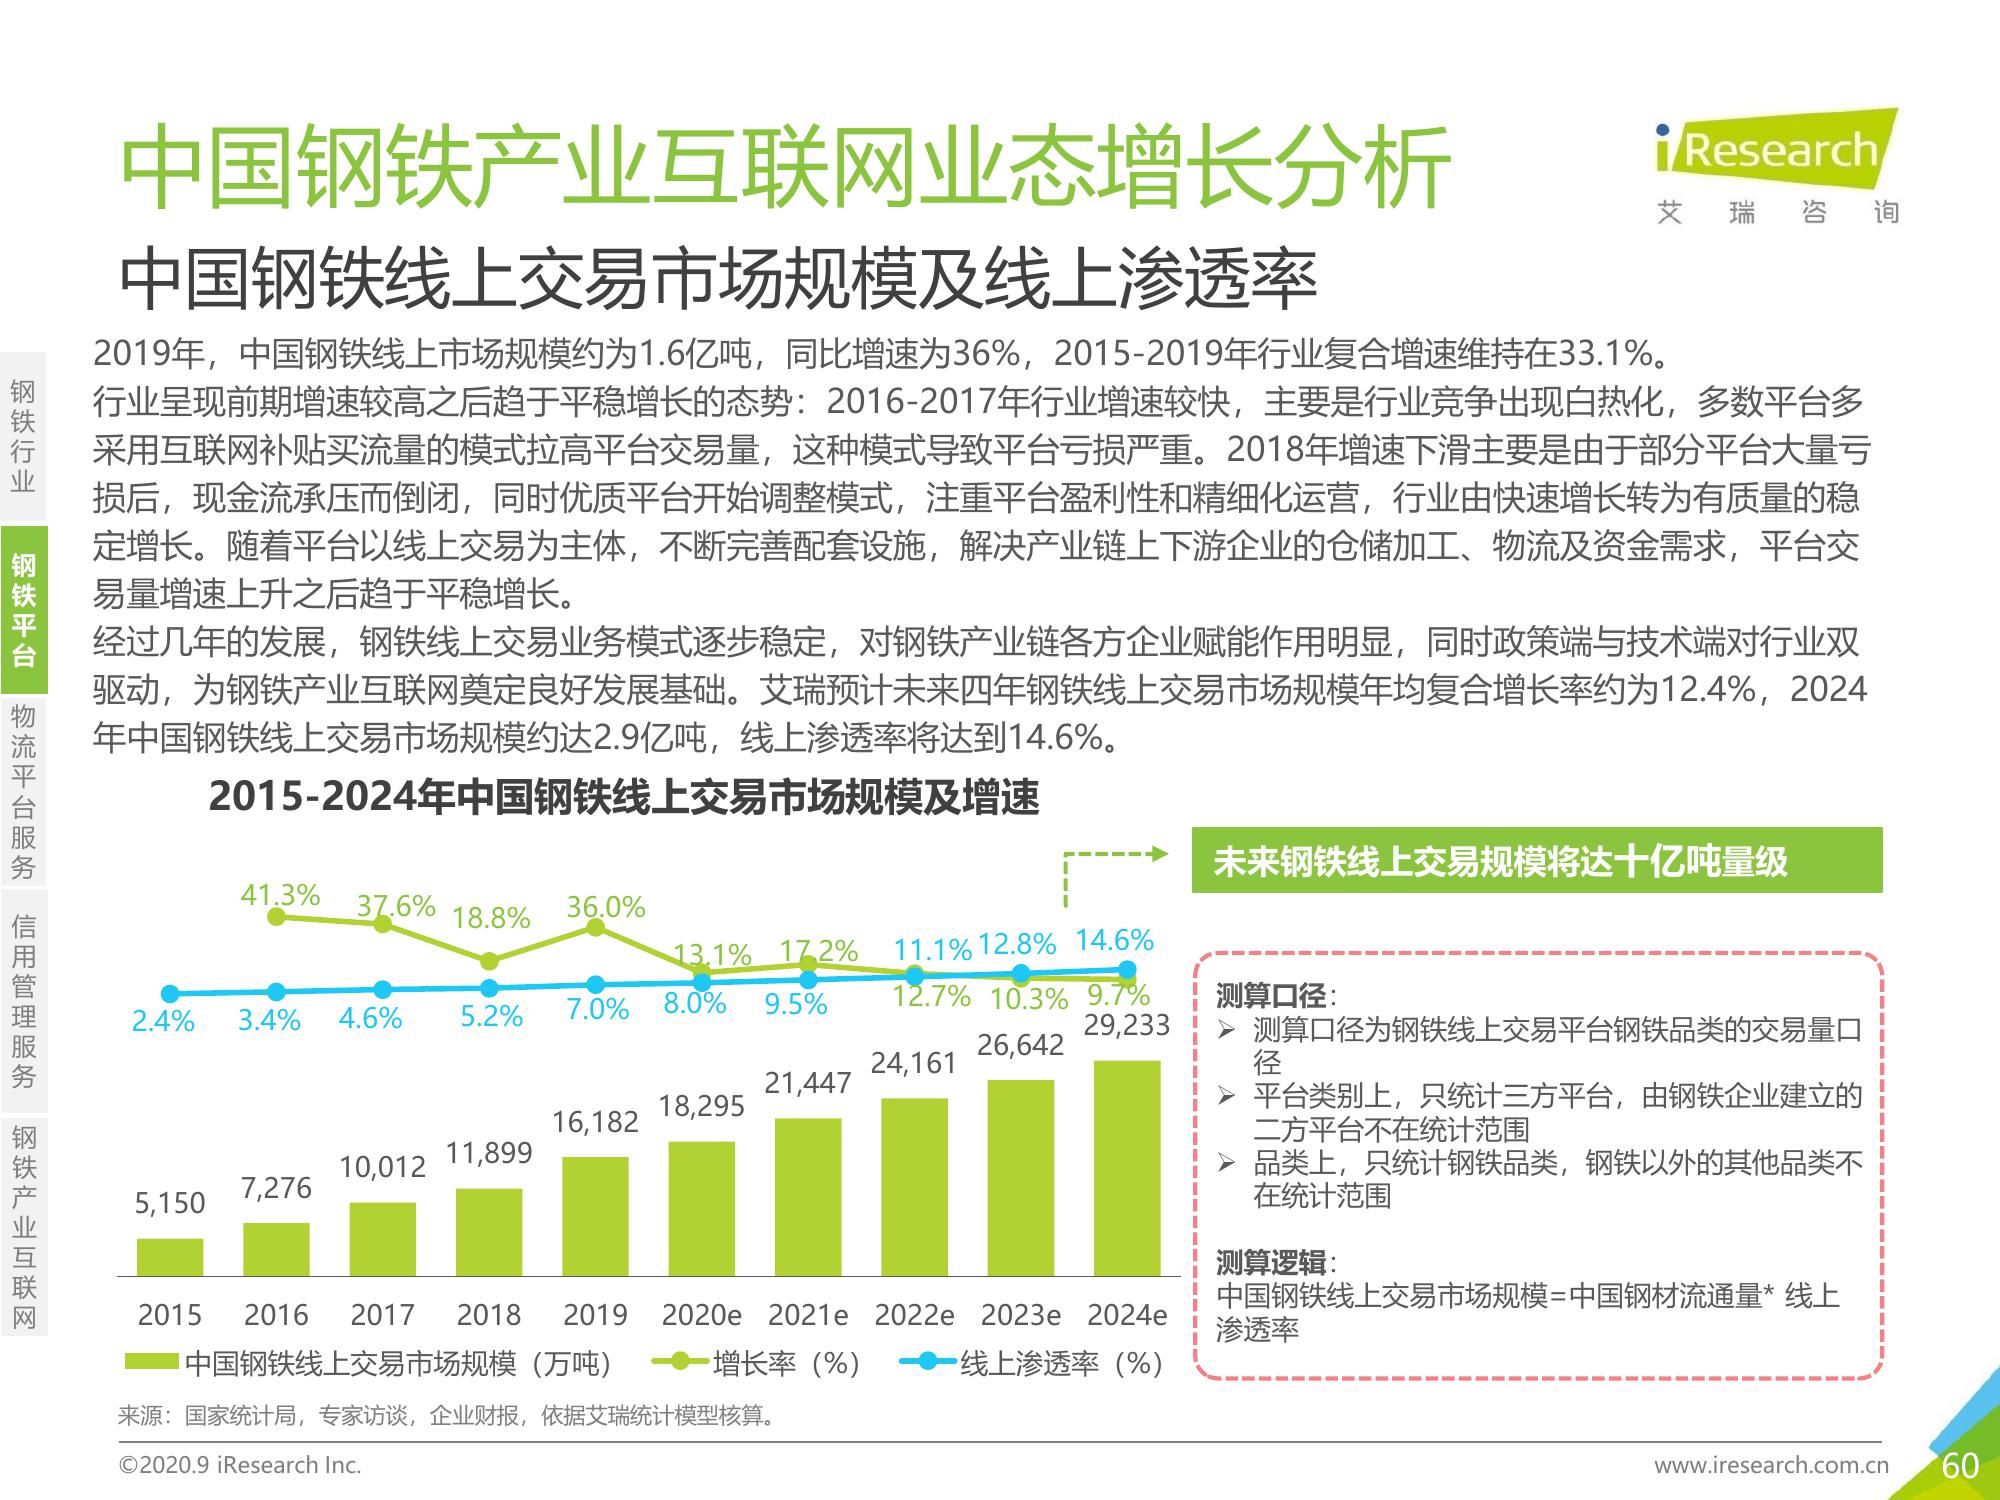 中国钢铁产业互联网业态增长分析
iResearch
艾瑞咨询
中国钢铁线上交易市场规模及线上渗透率
2019年，中国钢铁线上市场规模约为1.6亿吨，同比增速为36%，2015-2019年行业复合增速维持在33.1%。
行业呈现前期增速较高之后趋于平稳增长的态势：2016-2017年行业增速较快，主要是行业竞争出现白热化，多数平台多
采用互联网补贴买流量的模式拉高平台交易量，这种模式导致平台亏损严重。2018年增速下滑主要是由于部分平台大量亏
损后，现金流承压而倒闭，同时优质平台开始调整模式，注重平台盈利性和精细化运营，行业由快速增长转为有质量的稳
定增长。随着平台以线上交易为主体，不断完善配套设施，解决产业链上下游企业的仓储加工、物流及资金需求，平台交
易量增速上升之后趋于平稳增长。
经过几年的发展，钢铁线上交易业务模式逐步稳定，对钢铁产业链各方企业赋能作用明显，同时政策端与技术端对行业双
驱动，为钢铁产业互联网奠定良好发展基础。艾瑞预计未来四年钢铁线上交易市场规模年均复合增长率约为12.4%，2024
年中国钢铁线上交易市场规模约达2.9亿吨，线上渗透率将达到14.6%。
钢铁行业
钢铁平台
物流平台服务
信用管理服务
钢铁产业互联网
2015-2024年中国钢铁线上交易市场规模及增速
41.3% 37.6% 18.8% 36.0% 13.1% 17.2% 12.7% 10.3% 9.7%
2.4% 3.4% 4.6% 5.2% 7.0% 8.0% 9.5% 11.1% 12.8% 14.6%
5,150 7,276 10,012 11,899 16,182 18,295 21,447 24,161 26,642 29,233
2015 2016 2017 2018 2019 2020e 2021e 2022e 2023e 2024e
中国钢铁线上交易市场规模（万吨） 增长率（%） 线上渗透率（%）
未来钢铁线上交易规模将达十亿吨量级
测算口径：
➢ 测算口径为钢铁线上交易平台钢铁品类的交易量口
径
➢ 平台类别上，只统计三方平台，由钢铁企业建立的
二方平台不在统计范围
➢ 品类上，只统计钢铁品类，钢铁以外的其他品类不
在统计范围
测算逻辑：
中国钢铁线上交易市场规模=中国钢材流通量* 线上
渗透率
来源：国家统计局，专家访谈，企业财报，依据艾瑞统计模型核算。
©2020.9 iResearch Inc.
www.iresearch.com.cn
60